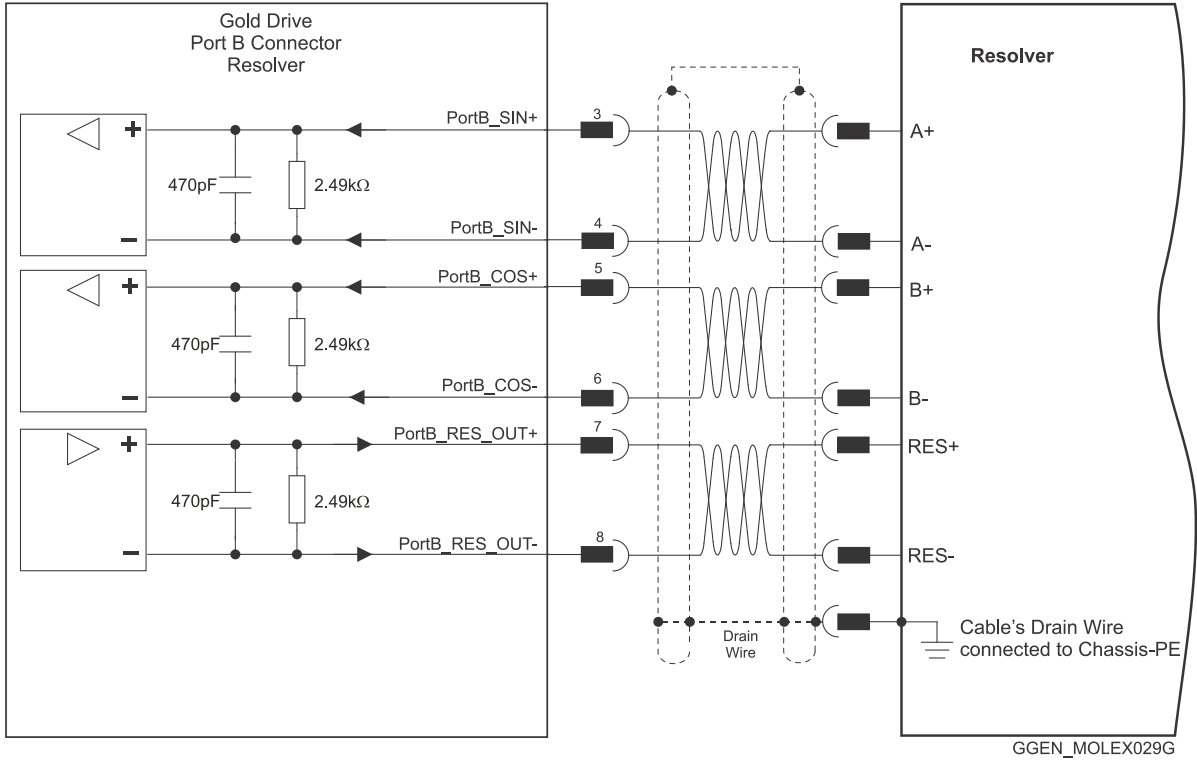 Gold Drive
Port B Connector
Resolver
Resolver
+
PortB_SIN+
3
A+
470pF
2.49kΩ
-
PortB_SIN-
4
A-
+
PortB_COS+
5
B+
470pF
2.49kΩ
-
PortB_COS-
6
B-
+
PortB_RES_OUT+
7
RES+
470pF
2.49kΩ
-
PortB_RES_OUT-
8
RES-
Drain
Wire
Cable's Drain Wire
connected to Chassis-PE
GGEN_MOLEX029G